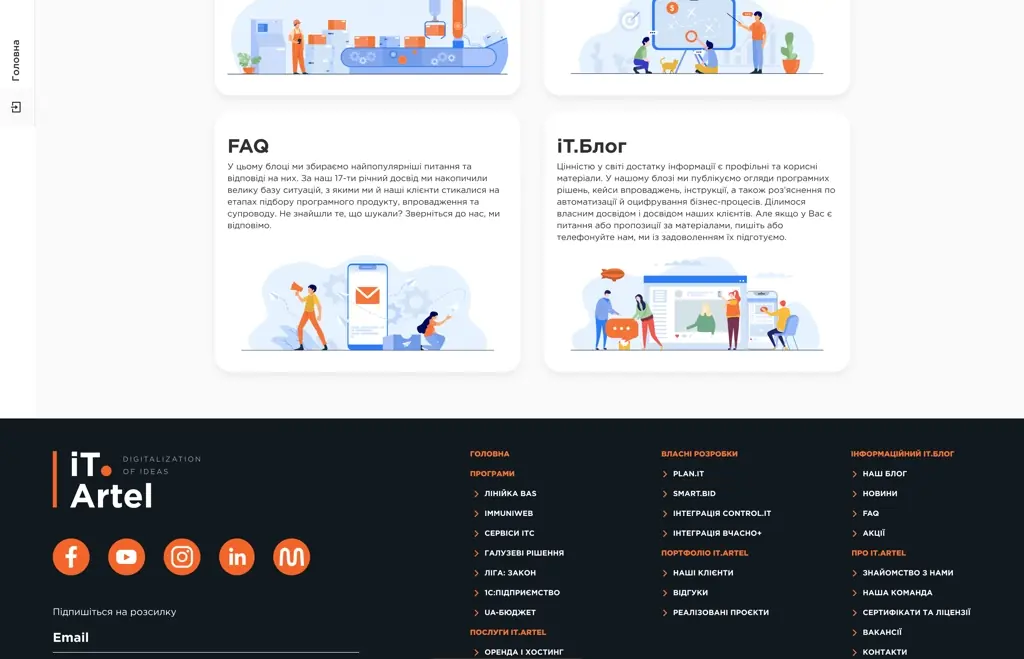 Головна
FAQ
У цьому блоці ми збираємо найпопулярніші питання та
відповіді на них. За наш 17-ти річний досвід ми накопичили
велику базу ситуацій, з якими ми й наші клієнти стикалися на
етапах підбору програмного продукту, впровадження та
супроводу. Не знайшли те, що шукали? Зверніться до нас, ми
відповімо.
іТ.Блог
Цінністю у світі достатку інформації є профільні та корисні
матеріали. У нашому блозі ми публікуємо огляди програмних
рішень, кейси впроваджень, інструкції, а також роз'яснення по
автоматизації й оцифрування бізнес-процесів. Ділимося
власним досвідом і досвідом наших клієнтів. Але якщо у Вас є
питання або пропозиції за матеріалами, пишіть або
телефонуйте нам, ми із задоволенням їх підготуємо.
iT.
Artel
DIGITALIZATION
OF IDEAS
Підпишіться на розсилку
Email
ГОЛОВНА
ПРОГРАМИ
ЛІНІЙКА BAS
IMMUNIWEB
СЕРВІСИ ІТС
ГАЛУЗЕВІ РІШЕННЯ
ЛІГА: ЗАКОН
1С:ПІДПРИЄМСТВО
UA-БЮДЖЕТ
ПОСЛУГИ IT.ARTEL
ОРЕНДА І ХОСТИНГ
ВЛАСНІ РОЗРОБКИ
PLAN.IT
SMART.BID
ІНТЕГРАЦІЯ CONTROL.IT
ІНТЕГРАЦІЯ ВЧАСНО+
ПОРТФОЛІО IT.ARTEL
НАШІ КЛІЄНТИ
ВІДГУКИ
РЕАЛІЗОВАНІ ПРОЄКТИ
ІНФОРМАЦІЙНИЙ ІТ.БЛОГ
НАШ БЛОГ
НОВИНИ
FAQ
АКЦІЇ
ПРО IT.ARTEL
ЗНАЙОМСТВО З НАМИ
НАША КОМАНДА
СЕРТИФІКАТИ ТА ЛІЦЕНЗІЇ
ВАКАНСІЇ
КОНТАКТИ